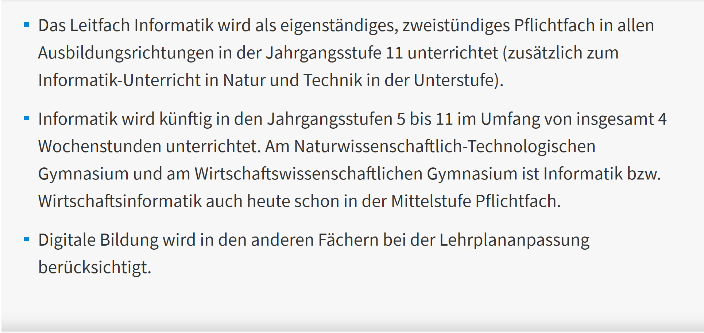 Das Leitfach Informatik wird als eigenständiges, zweistündiges Pflichtfach in allen
Ausbildungsrichtungen in der Jahrgangsstufe 11 unterrichtet (zusätzlich zum
Informatik-Unterricht in Natur und Technik in der Unterstufe).
Informatik wird künftig in den Jahrgangsstufen 5 bis 11 im Umfang von insgesamt 4
Wochenstunden unterrichtet. Am Naturwissenschaftlich-Technologischen
Gymnasium und am Wirtschaftswissenschaftlichen Gymnasium ist Informatik bzw.
Wirtschaftsinformatik auch heute schon in der Mittelstufe Pflichtfach.
Digitale Bildung wird in den anderen Fächern bei der Lehrplananpassung
berücksichtigt.